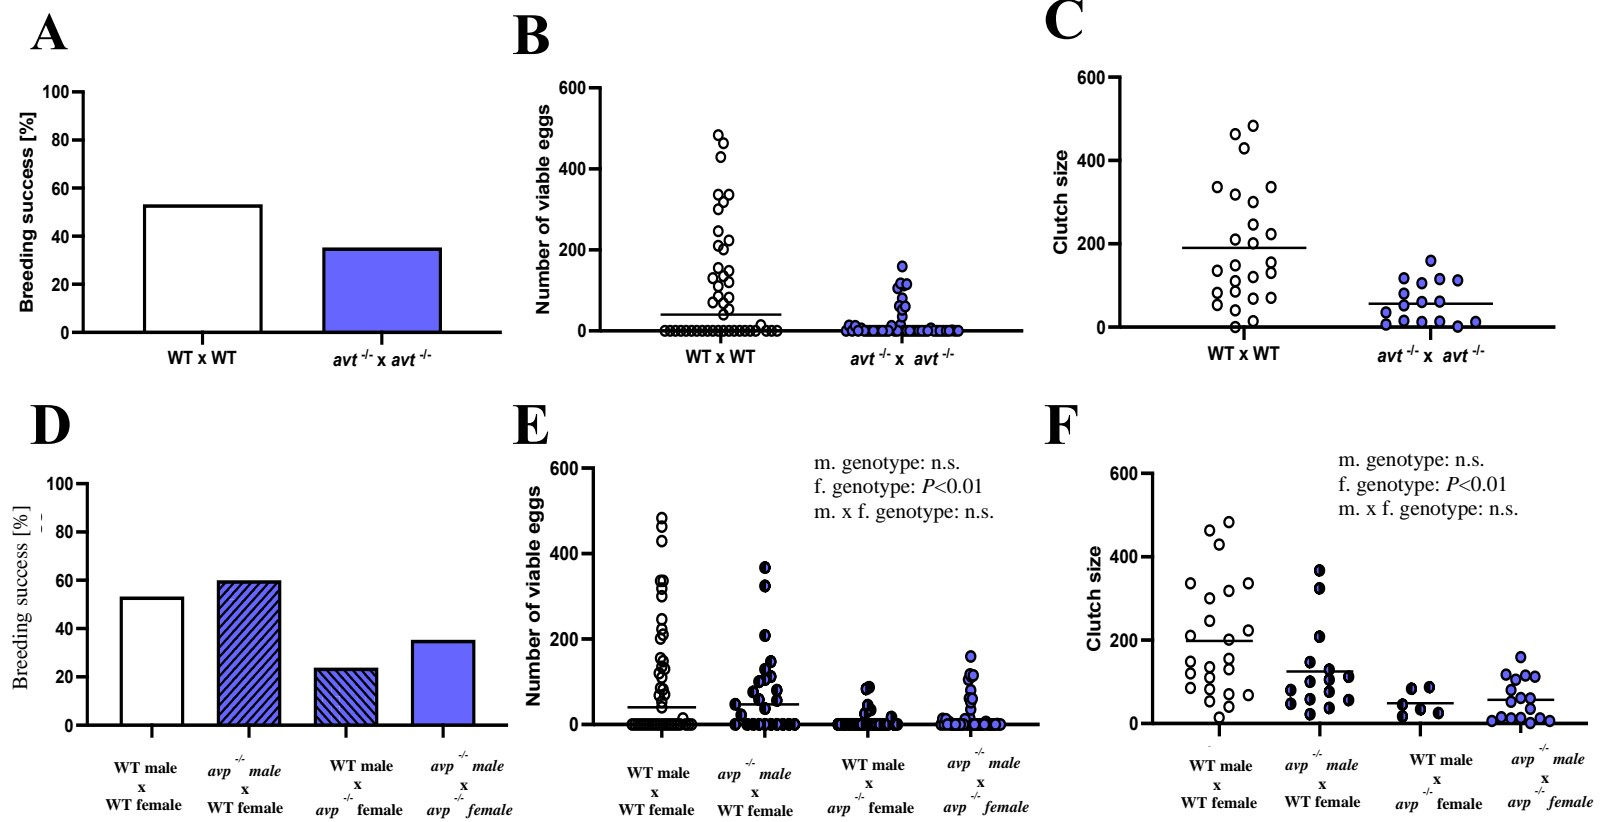 A
Breeding success [%]
100
80
60
40
20
0
WT x WT
avt -/- x avt -/-
B
Number of viable eggs
600
400
200
0
WT x WT
avt -/- x avt -/-
C
Clutch size
600
400
200
0
WT x WT
avt -/- x avt -/-
D
Breeding success [%]
100
80
60
40
20
0
WT male
x
WT female
avp -/- male
x
WT female
WT male
x
avp -/- female
avp -/- male
x
avp -/- female
E
m. genotype: n.s.
f. genotype: P<0.01
m. x f. genotype: n.s.
Number of viable eggs
600
400
200
0
WT male
x
WT female
avp -/- male
x
WT female
WT male
x
avp -/- female
avp -/- male
x
avp -/- female
F
m. genotype: n.s.
f. genotype: P<0.01
m. x f. genotype: n.s.
Clutch size
600
400
200
0
WT male
x
WT female
avp -/- male
x
WT female
WT male
x
avp -/- female
avp -/- male
x
avp -/- female